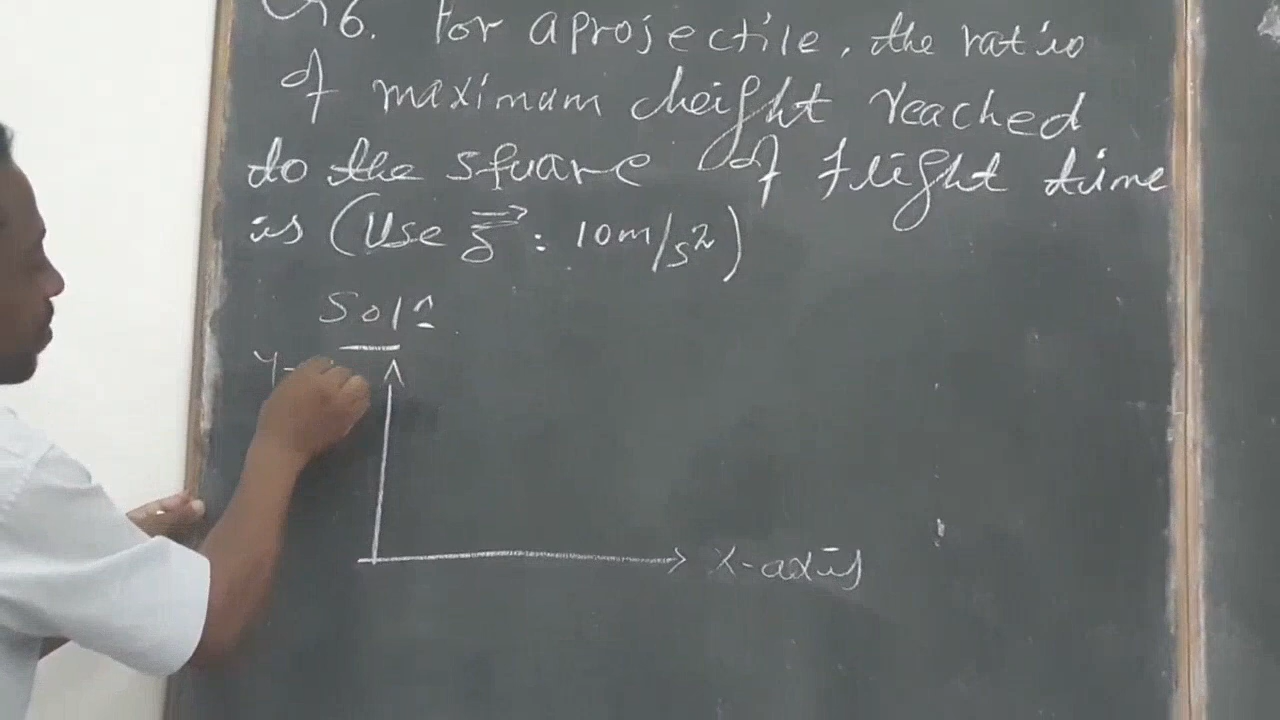 Q16. For a projectile, the ratio
of maximum height reached
to the square of flight time
is (Use g⃗ : 10m/s²)
Solⁿ
Y-
X-axis